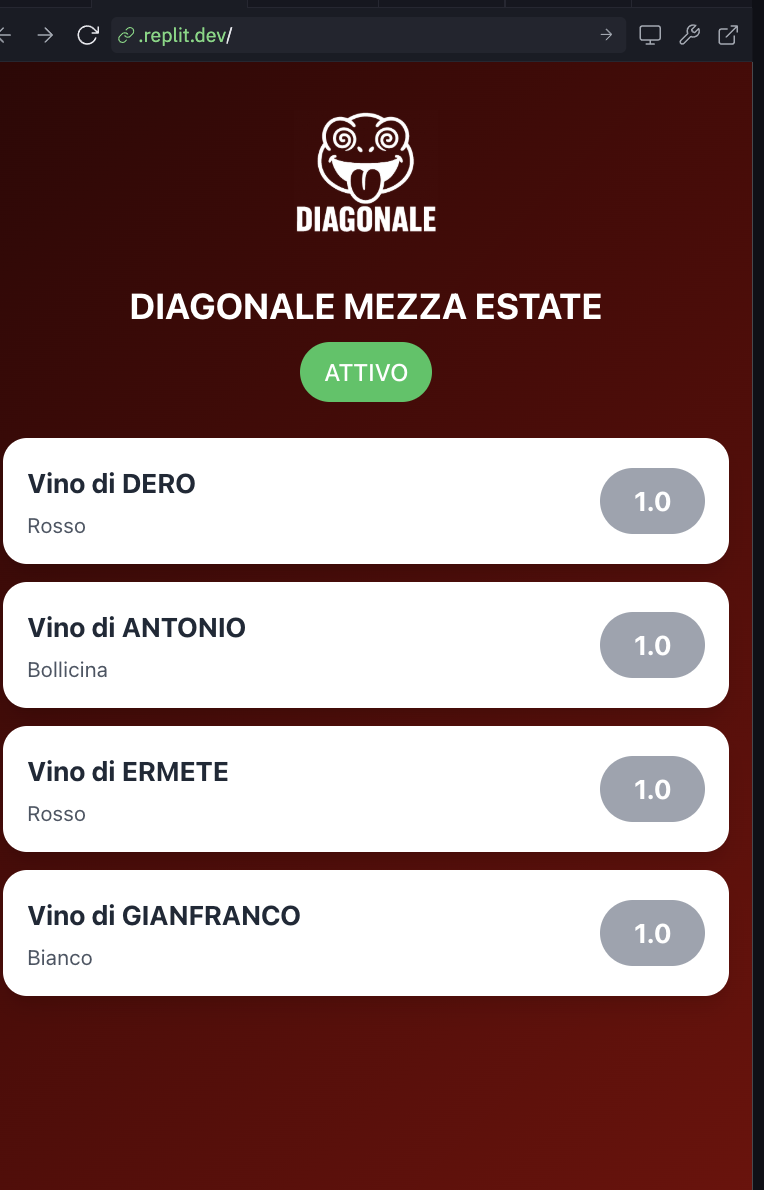 .replit.dev/
DIAGONALE
DIAGONALE MEZZA ESTATE
ATTIVO
Vino di DERO
Rosso
1.0
Vino di ANTONIO
Bollicina
1.0
Vino di ERMETE
Rosso
1.0
Vino di GIANFRANCO
Bianco
1.0